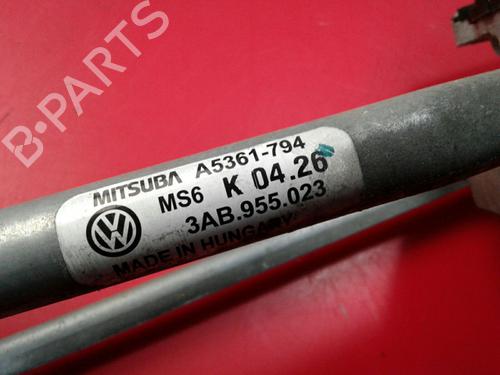 B-PARTS
MITSUBA A5361-794
MS6 K 04.26
3AB.955.023
MADE IN HUNGARY